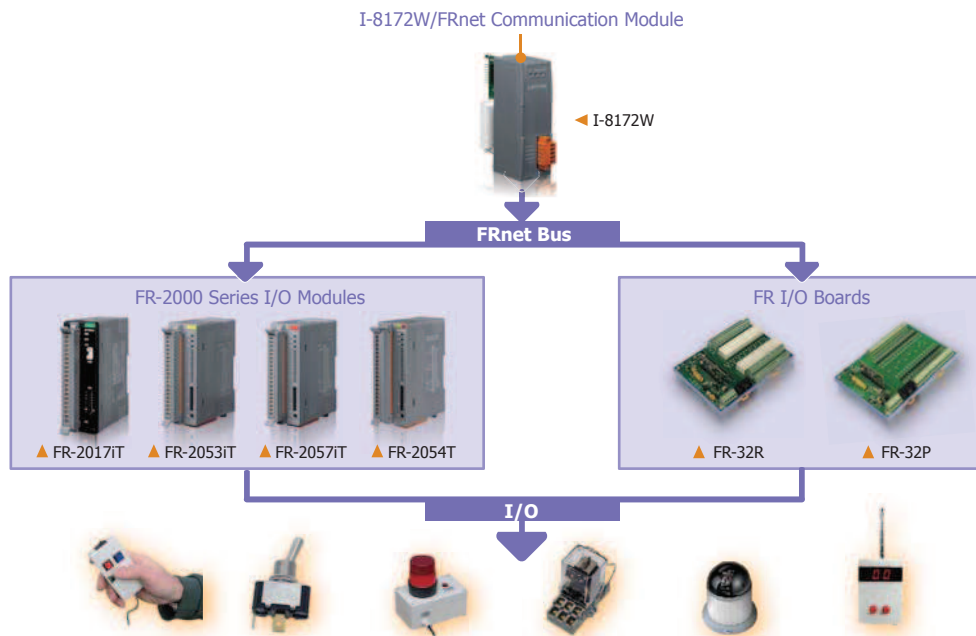 I-8172W/FRnet Communication Module
I-8172W
FRnet Bus
FR-2000 Series I/O Modules
FR I/O Boards
FR-2017iT
FR-2053iT
FR-2057iT
FR-2054T
FR-32R
FR-32P
I/O